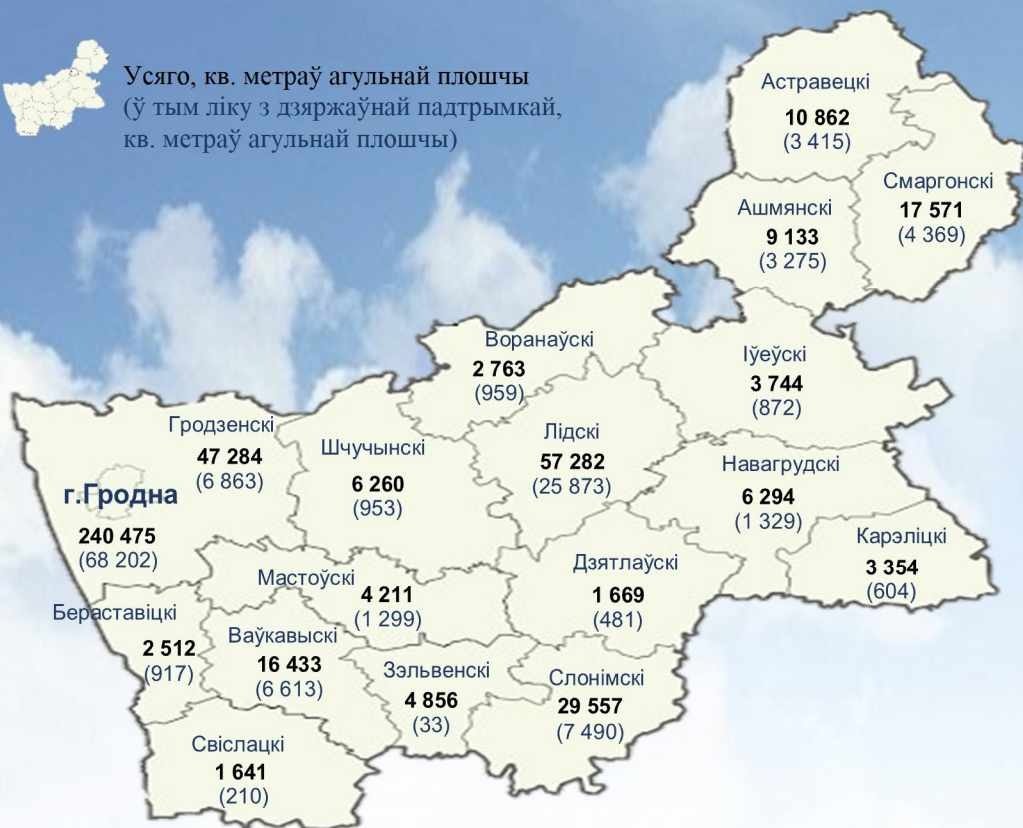 Усяго, кв. метраў агульнай плошчы
(ў тым ліку з дзяржаўнай падтрымкай,
кв. метраў агульнай плошчы)
Астравецкі
10 862
(3 415)
Смаргонскі
17 571
(4 369)
Ашмянскі
9 133
(3 275)
Воранаўскі
2 763
(959)
Іўеўскі
3 744
(872)
Гродзенскі
47 284
(6 863)
г.Гродна
240 475
(68 202)
Шчучынскі
6 260
(953)
Лідскі
57 282
(25 873)
Навагрудскі
6 294
(1 329)
Карэліцкі
3 354
(604)
Дзятлаўскі
1 669
(481)
Мастоўскі
4 211
(1 299)
Бераставіцкі
2 512
(917)
Ваўкавыскі
16 433
(6 613)
Зэльвенскі
4 856
(33)
Слонімскі
29 557
(7 490)
Свіслацкі
1 641
(210)